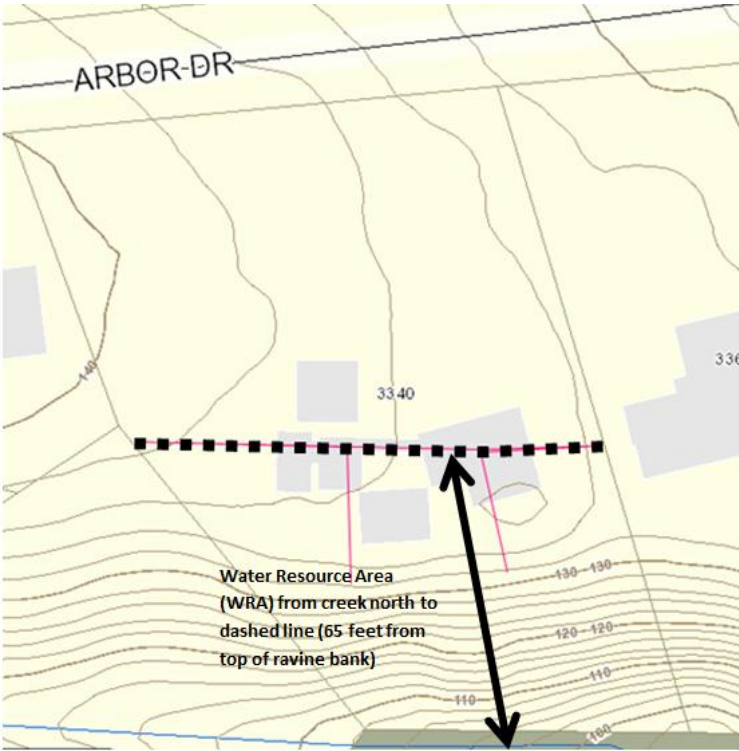 ARBOR DR
3340
336
140
Water Resource Area
(WRA) from creek north to
dashed line (65 feet from
top of ravine bank)
130 130
120 120
110
110
100